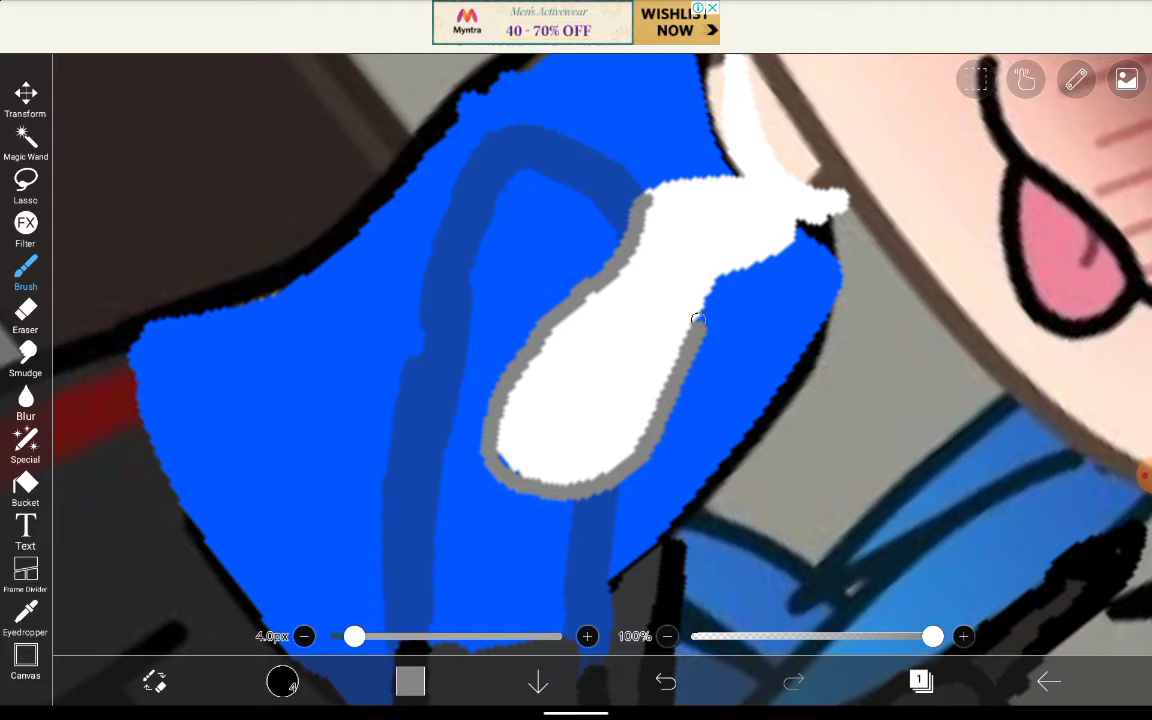 Myntra
Men's Activewear
40 - 70% OFF
WISHLIST
NOW
Transform
Magic Wand
Lasso
FX
Filter
Brush
Eraser
Smudge
Blur
Special
Bucket
T
Text
Frame Divider
Eyedropper
Canvas
4.0px
100%
4
1